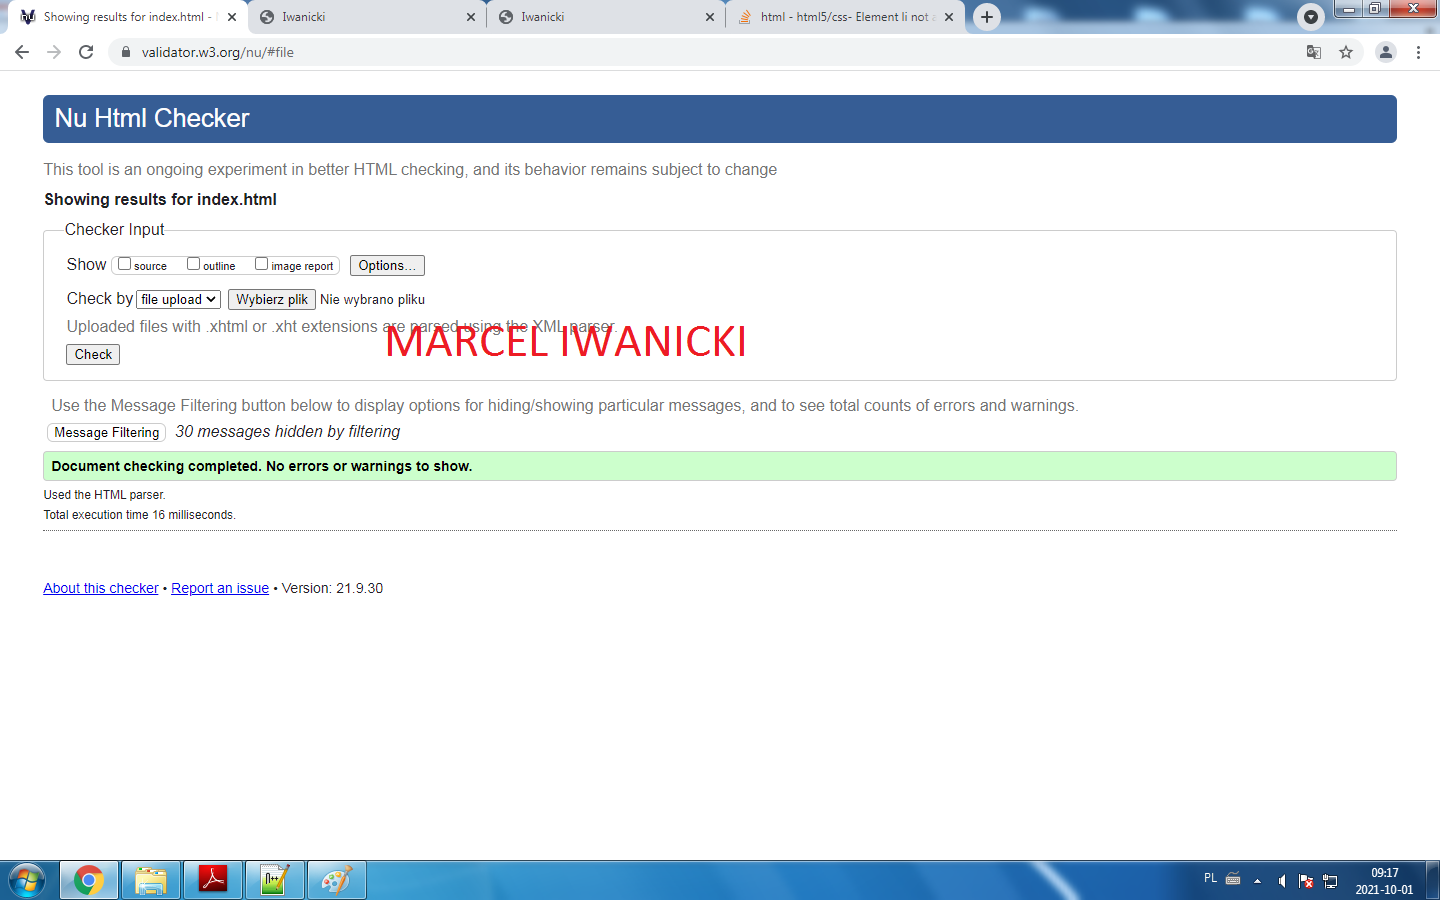 Showing results for index.html -
Iwanicki
Iwanicki
html - html5/css- Element li not
validator.w3.org/nu/#file
Nu Html Checker
This tool is an ongoing experiment in better HTML checking, and its behavior remains subject to change
Showing results for index.html
Checker Input
Show source outline image report Options...
Check by file upload Wybierz plik Nie wybrano pliku
Uploaded files with .xhtml or .xht extensions are parsed using the XML parser.
MARCEL IWANICKI
Check
Use the Message Filtering button below to display options for hiding/showing particular messages, and to see total counts of errors and warnings.
Message Filtering 30 messages hidden by filtering
Document checking completed. No errors or warnings to show.
Used the HTML parser.
Total execution time 16 milliseconds.
About this checker • Report an issue • Version: 21.9.30
PL
09:17
2021-10-01